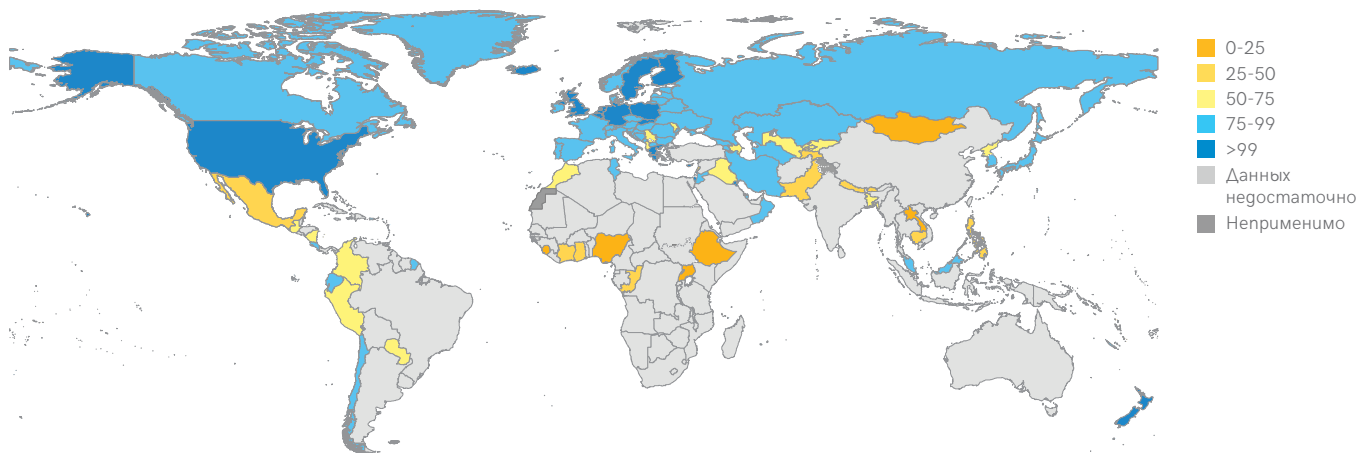 0-25
25-50
50-75
75-99
>99
Данных
недостаточно
Неприменимо